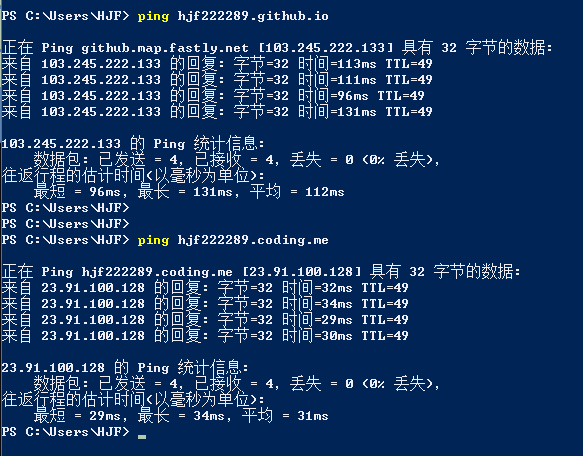 PS C:\Users\HJF> ping hjf222289.github.io
正在 Ping github.map.fastly.net [103.245.222.133] 具有 32 字节的数据:
来自 103.245.222.133 的回复: 字节=32 时间=113ms TTL=49
来自 103.245.222.133 的回复: 字节=32 时间=111ms TTL=49
来自 103.245.222.133 的回复: 字节=32 时间=96ms TTL=49
来自 103.245.222.133 的回复: 字节=32 时间=131ms TTL=49
103.245.222.133 的 Ping 统计信息:
数据包: 已发送 = 4，已接收 = 4，丢失 = 0 (0% 丢失)，
往返行程的估计时间(以毫秒为单位):
最短 = 96ms，最长 = 131ms，平均 = 112ms
PS C:\Users\HJF>
PS C:\Users\HJF>
PS C:\Users\HJF> ping hjf222289.coding.me
正在 Ping hjf222289.coding.me [23.91.100.128] 具有 32 字节的数据:
来自 23.91.100.128 的回复: 字节=32 时间=32ms TTL=49
来自 23.91.100.128 的回复: 字节=32 时间=34ms TTL=49
来自 23.91.100.128 的回复: 字节=32 时间=29ms TTL=49
来自 23.91.100.128 的回复: 字节=32 时间=30ms TTL=49
23.91.100.128 的 Ping 统计信息:
数据包: 已发送 = 4，已接收 = 4，丢失 = 0 (0% 丢失)，
往返行程的估计时间(以毫秒为单位):
最短 = 29ms，最长 = 34ms，平均 = 31ms
PS C:\Users\HJF>